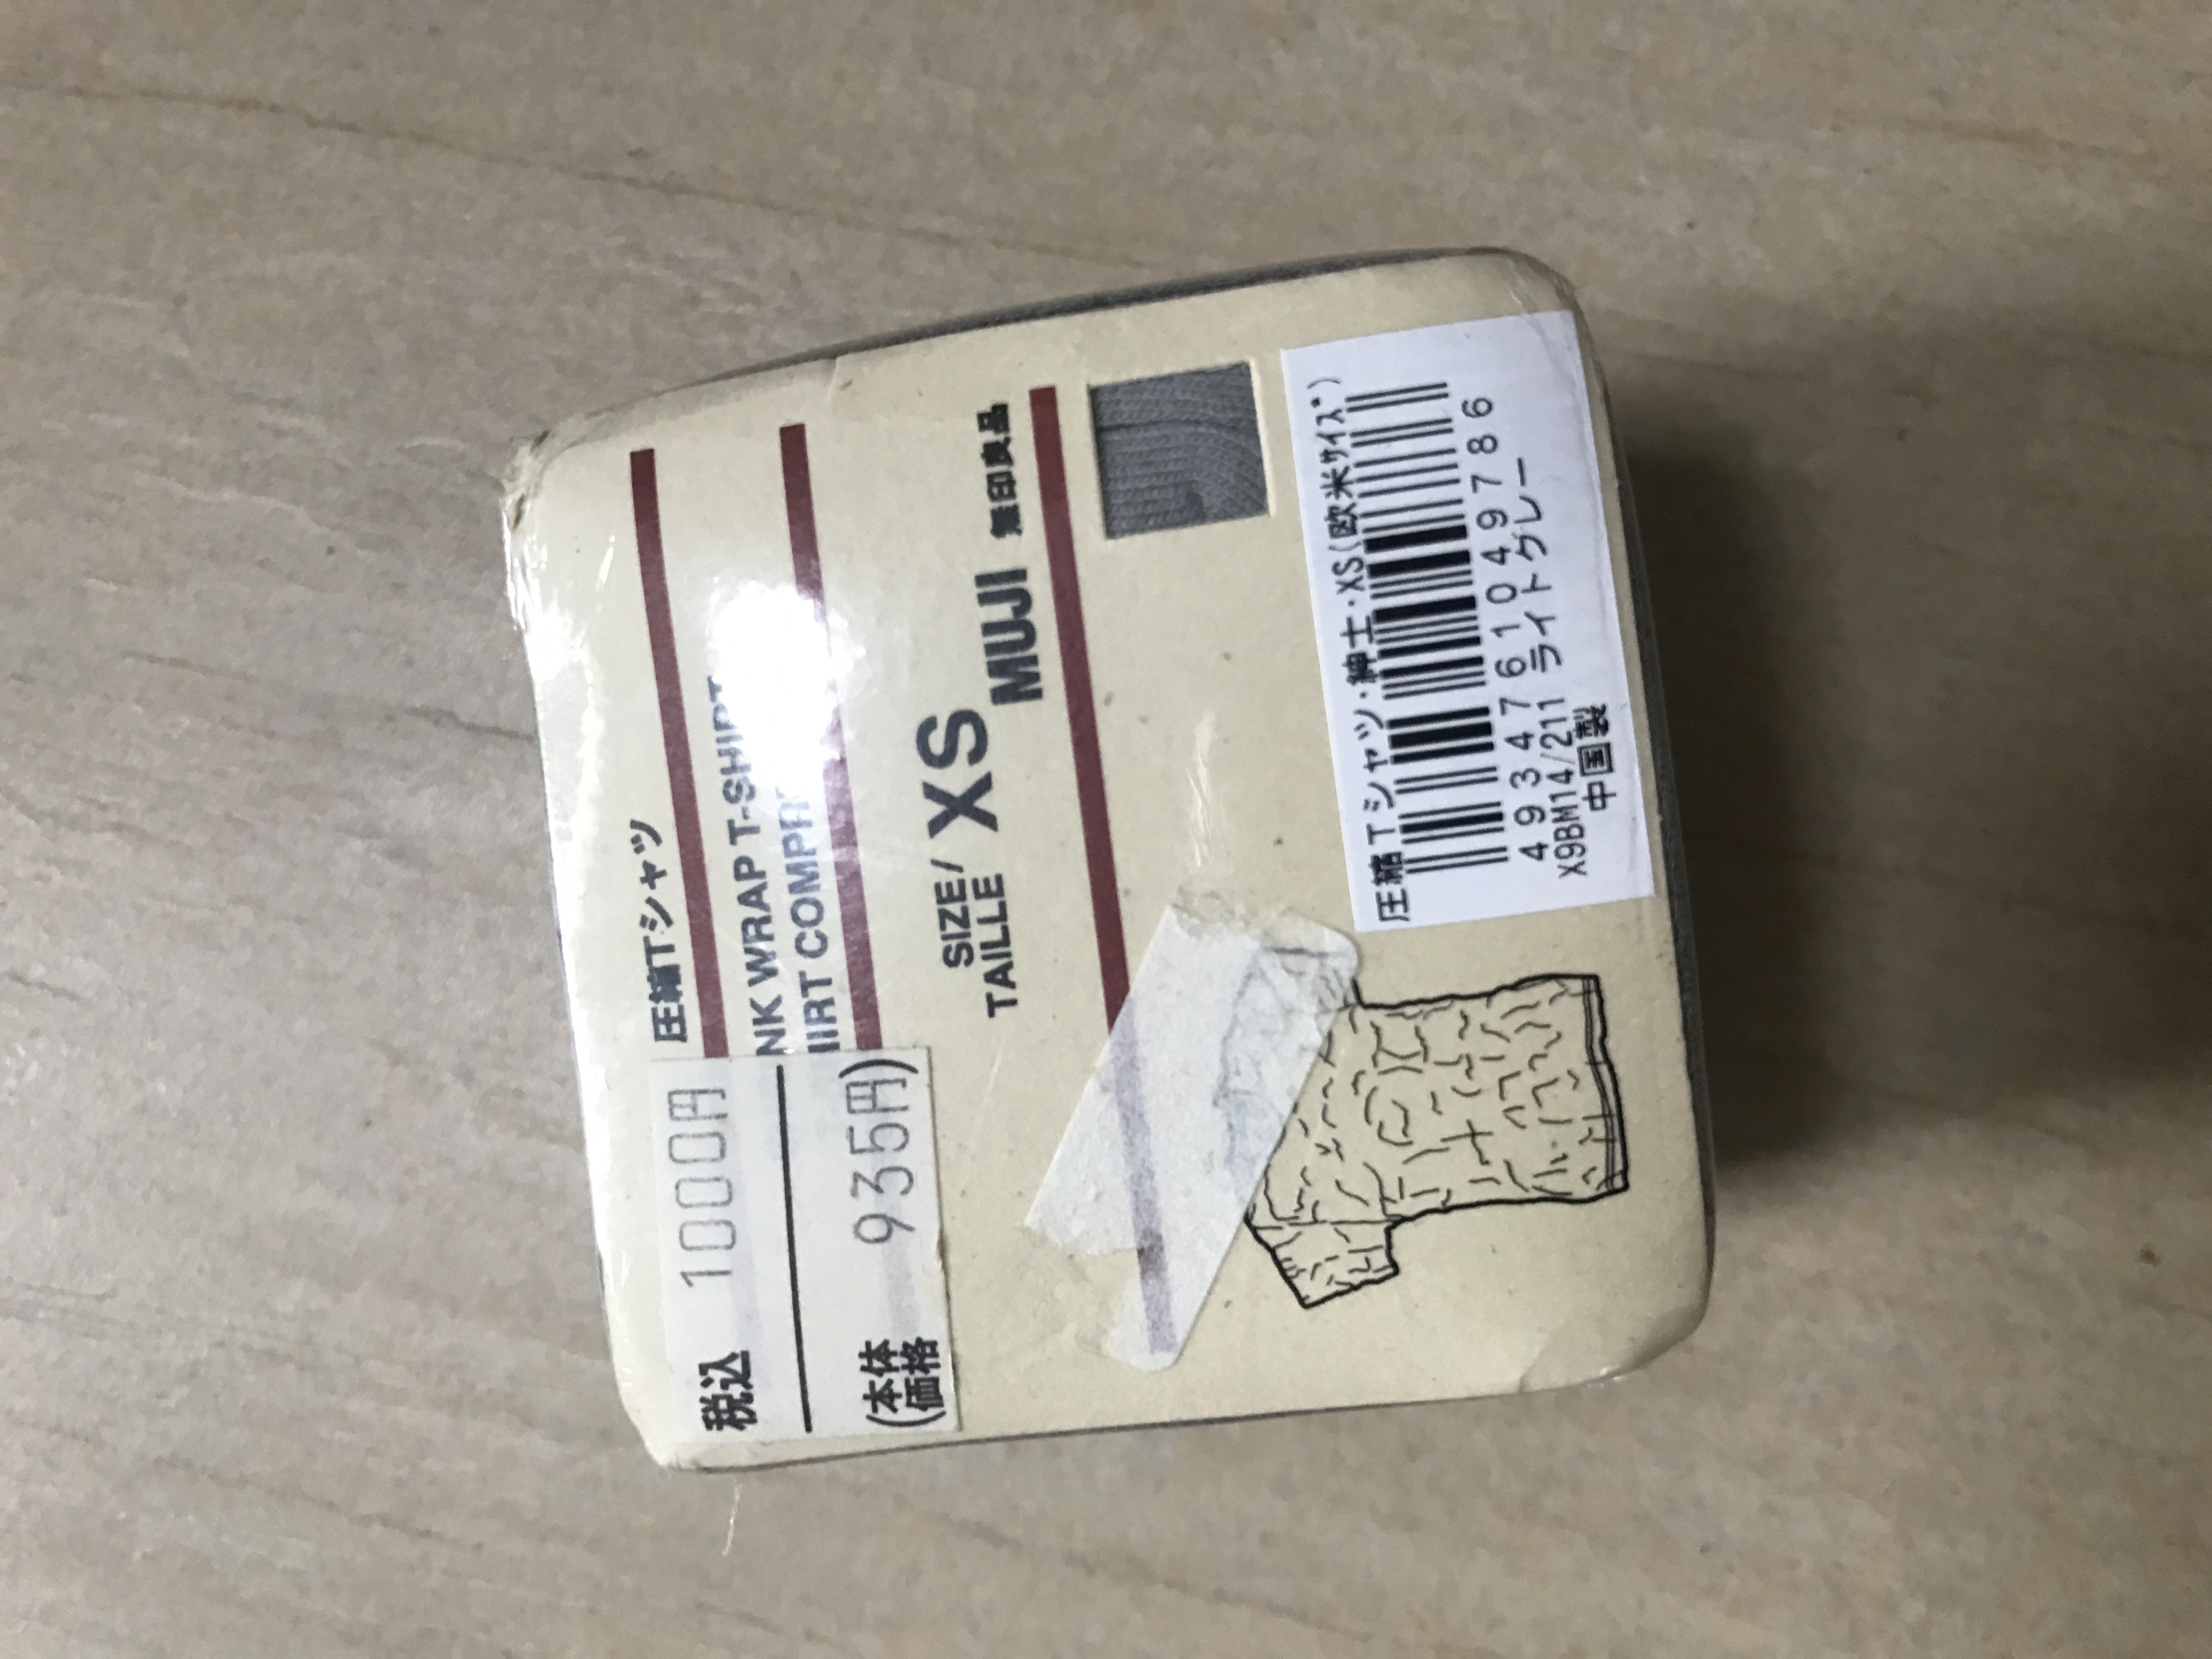 圧縮Tシャツ
NK WRAP T-SHIRT
IRT COMPR
税込 1000円
(本体価格 935円)
SIZE/
TAILLE XS
MUJI 無印良品
圧縮Tシャツ・紳士・XS(欧米サイズ)
4934761049786
X9BM14/211 ライトグレー
中国製